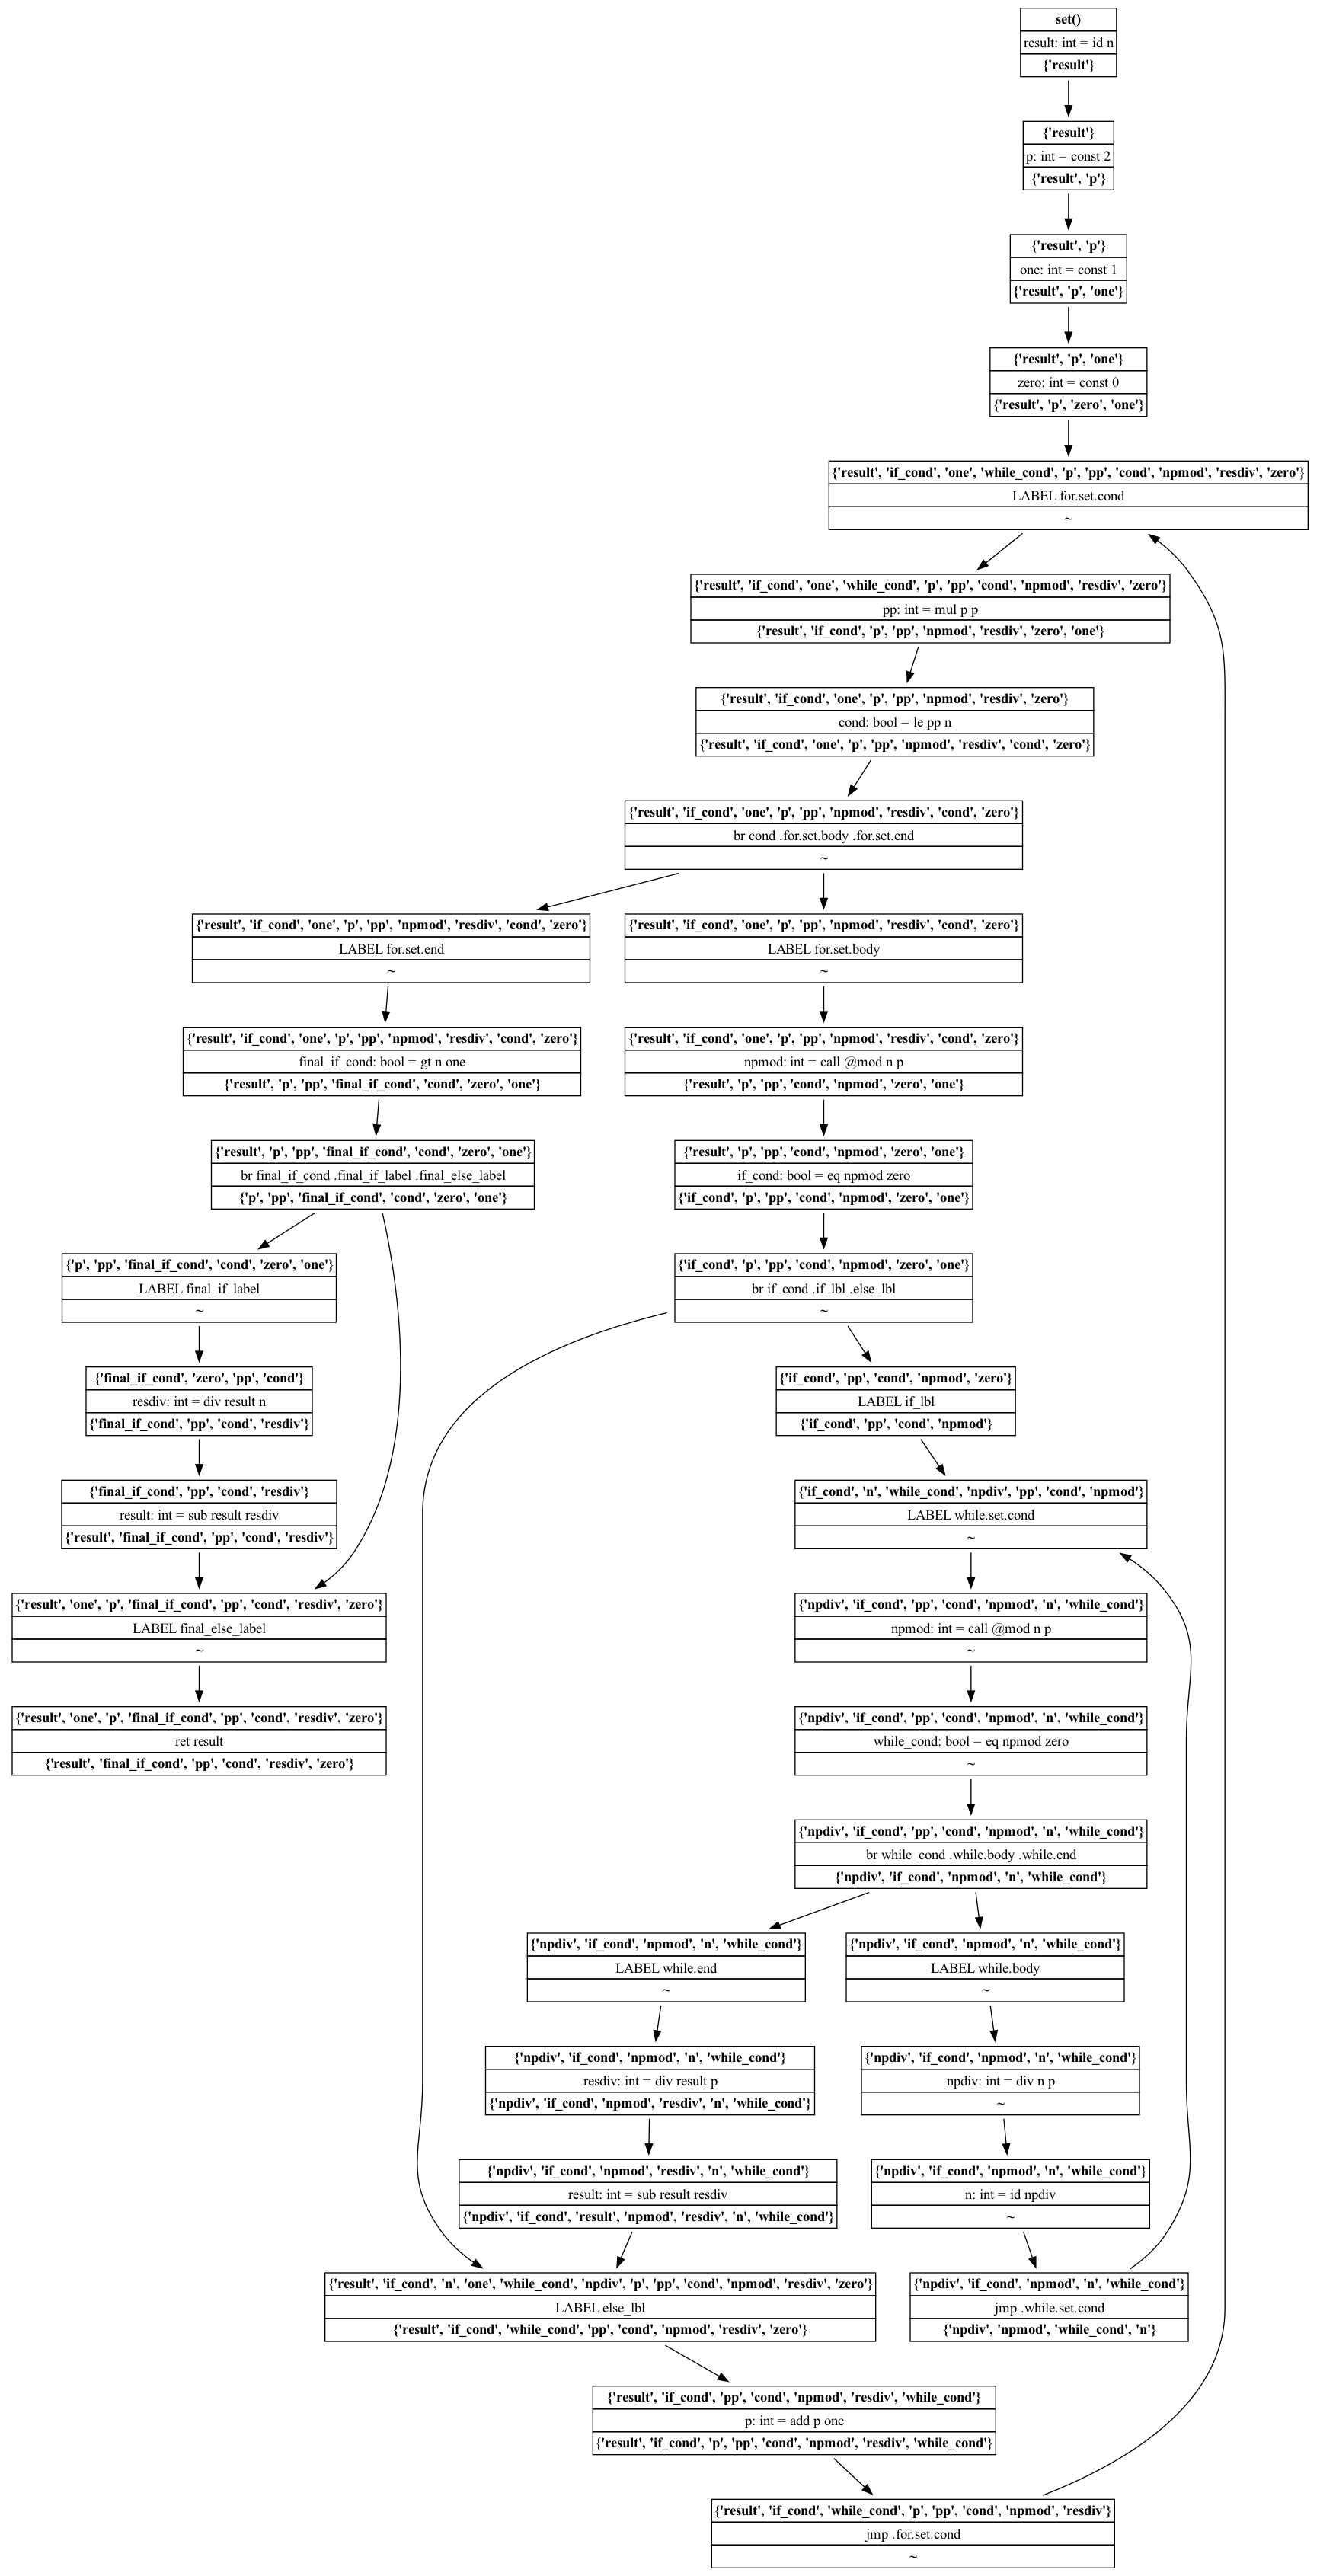 set()
result: int = id n
{'result'}
{'result'}
p: int = const 2
{'result', 'p'}
{'result', 'p'}
one: int = const 1
{'result', 'p', 'one'}
{'result', 'p', 'one'}
zero: int = const 0
{'result', 'p', 'zero', 'one'}
{'result', 'if_cond', 'one', 'while_cond', 'p', 'pp', 'cond', 'npmod', 'resdiv', 'zero'}
LABEL for.set.cond
~
{'result', 'if_cond', 'one', 'while_cond', 'p', 'pp', 'cond', 'npmod', 'resdiv', 'zero'}
pp: int = mul p p
{'result', 'if_cond', 'p', 'pp', 'npmod', 'resdiv', 'zero', 'one'}
{'result', 'if_cond', 'one', 'p', 'pp', 'npmod', 'resdiv', 'zero'}
cond: bool = le pp n
{'result', 'if_cond', 'one', 'p', 'pp', 'npmod', 'resdiv', 'cond', 'zero'}
{'result', 'if_cond', 'one', 'p', 'pp', 'npmod', 'resdiv', 'cond', 'zero'}
br cond .for.set.body .for.set.end
~
{'result', 'if_cond', 'one', 'p', 'pp', 'npmod', 'resdiv', 'cond', 'zero'}
LABEL for.set.end
~
{'result', 'if_cond', 'one', 'p', 'pp', 'npmod', 'resdiv', 'cond', 'zero'}
LABEL for.set.body
~
{'result', 'if_cond', 'one', 'p', 'pp', 'npmod', 'resdiv', 'cond', 'zero'}
final_if_cond: bool = gt n one
{'result', 'p', 'pp', 'final_if_cond', 'cond', 'zero', 'one'}
{'result', 'if_cond', 'one', 'p', 'pp', 'npmod', 'resdiv', 'cond', 'zero'}
npmod: int = call @mod n p
{'result', 'p', 'pp', 'cond', 'npmod', 'zero', 'one'}
{'result', 'p', 'pp', 'final_if_cond', 'cond', 'zero', 'one'}
br final_if_cond .final_if_label .final_else_label
{'p', 'pp', 'final_if_cond', 'cond', 'zero', 'one'}
{'result', 'p', 'pp', 'cond', 'npmod', 'zero', 'one'}
if_cond: bool = eq npmod zero
{'if_cond', 'p', 'pp', 'cond', 'npmod', 'zero', 'one'}
{'p', 'pp', 'final_if_cond', 'cond', 'zero', 'one'}
LABEL final_if_label
~
{'if_cond', 'p', 'pp', 'cond', 'npmod', 'zero', 'one'}
br if_cond .if_lbl .else_lbl
~
{'final_if_cond', 'zero', 'pp', 'cond'}
resdiv: int = div result n
{'final_if_cond', 'pp', 'cond', 'resdiv'}
{'if_cond', 'pp', 'cond', 'npmod', 'zero'}
LABEL if_lbl
{'if_cond', 'pp', 'cond', 'npmod'}
{'final_if_cond', 'pp', 'cond', 'resdiv'}
result: int = sub result resdiv
{'result', 'final_if_cond', 'pp', 'cond', 'resdiv'}
{'if_cond', 'n', 'while_cond', 'npdiv', 'pp', 'cond', 'npmod'}
LABEL while.set.cond
~
{'result', 'one', 'p', 'final_if_cond', 'pp', 'cond', 'resdiv', 'zero'}
LABEL final_else_label
~
{'npdiv', 'if_cond', 'pp', 'cond', 'npmod', 'n', 'while_cond'}
npmod: int = call @mod n p
~
{'result', 'one', 'p', 'final_if_cond', 'pp', 'cond', 'resdiv', 'zero'}
ret result
{'result', 'final_if_cond', 'pp', 'cond', 'resdiv', 'zero'}
{'npdiv', 'if_cond', 'pp', 'cond', 'npmod', 'n', 'while_cond'}
while_cond: bool = eq npmod zero
~
{'npdiv', 'if_cond', 'pp', 'cond', 'npmod', 'n', 'while_cond'}
br while_cond .while.body .while.end
{'npdiv', 'if_cond', 'npmod', 'n', 'while_cond'}
{'npdiv', 'if_cond', 'npmod', 'n', 'while_cond'}
LABEL while.end
~
{'npdiv', 'if_cond', 'npmod', 'n', 'while_cond'}
LABEL while.body
~
{'npdiv', 'if_cond', 'npmod', 'n', 'while_cond'}
resdiv: int = div result p
{'npdiv', 'if_cond', 'npmod', 'resdiv', 'n', 'while_cond'}
{'npdiv', 'if_cond', 'npmod', 'n', 'while_cond'}
npdiv: int = div n p
~
{'npdiv', 'if_cond', 'npmod', 'resdiv', 'n', 'while_cond'}
result: int = sub result resdiv
{'npdiv', 'if_cond', 'result', 'npmod', 'resdiv', 'n', 'while_cond'}
{'npdiv', 'if_cond', 'npmod', 'n', 'while_cond'}
n: int = id npdiv
~
{'result', 'if_cond', 'n', 'one', 'while_cond', 'npdiv', 'p', 'pp', 'cond', 'npmod', 'resdiv', 'zero'}
LABEL else_lbl
{'result', 'if_cond', 'while_cond', 'pp', 'cond', 'npmod', 'resdiv', 'zero'}
{'npdiv', 'if_cond', 'npmod', 'n', 'while_cond'}
jmp .while.set.cond
{'npdiv', 'npmod', 'while_cond', 'n'}
{'result', 'if_cond', 'pp', 'cond', 'npmod', 'resdiv', 'while_cond'}
p: int = add p one
{'result', 'if_cond', 'p', 'pp', 'cond', 'npmod', 'resdiv', 'while_cond'}
{'result', 'if_cond', 'while_cond', 'p', 'pp', 'cond', 'npmod', 'resdiv'}
jmp .for.set.cond
~